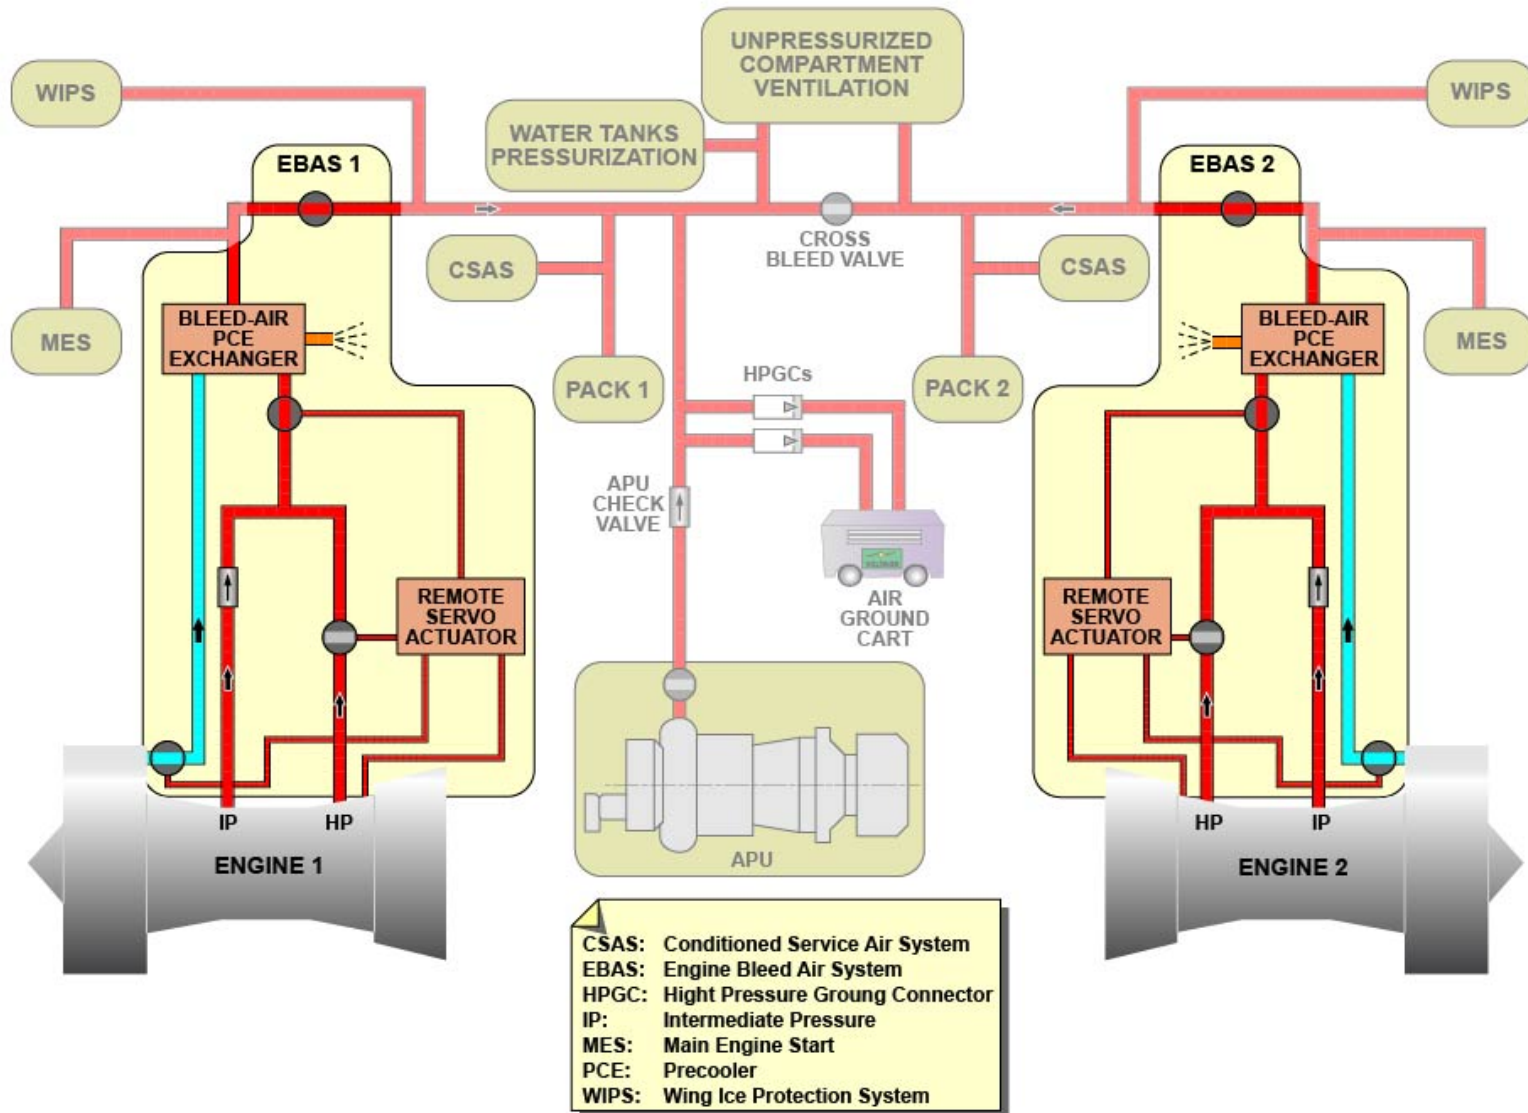 UNPRESSURIZED
COMPARTMENT
VENTILATION
WIPS
WIPS
WATER TANKS
PRESSURIZATION
EBAS 1
EBAS 2
CROSS
BLEED VALVE
CSAS
CSAS
MES
BLEED-AIR
PCE
EXCHANGER
BLEED-AIR
PCE
EXCHANGER
MES
PACK 1
HPGCs
PACK 2
APU
CHECK
VALVE
REMOTE
SERVO
ACTUATOR
AIR
GROUND
CART
REMOTE
SERVO
ACTUATOR
IP
HP
HP
IP
ENGINE 1
APU
ENGINE 2
CSAS: Conditioned Service Air System
EBAS: Engine Bleed Air System
HPGC: Hight Pressure Groung Connector
IP: Intermediate Pressure
MES: Main Engine Start
PCE: Precooler
WIPS: Wing Ice Protection System